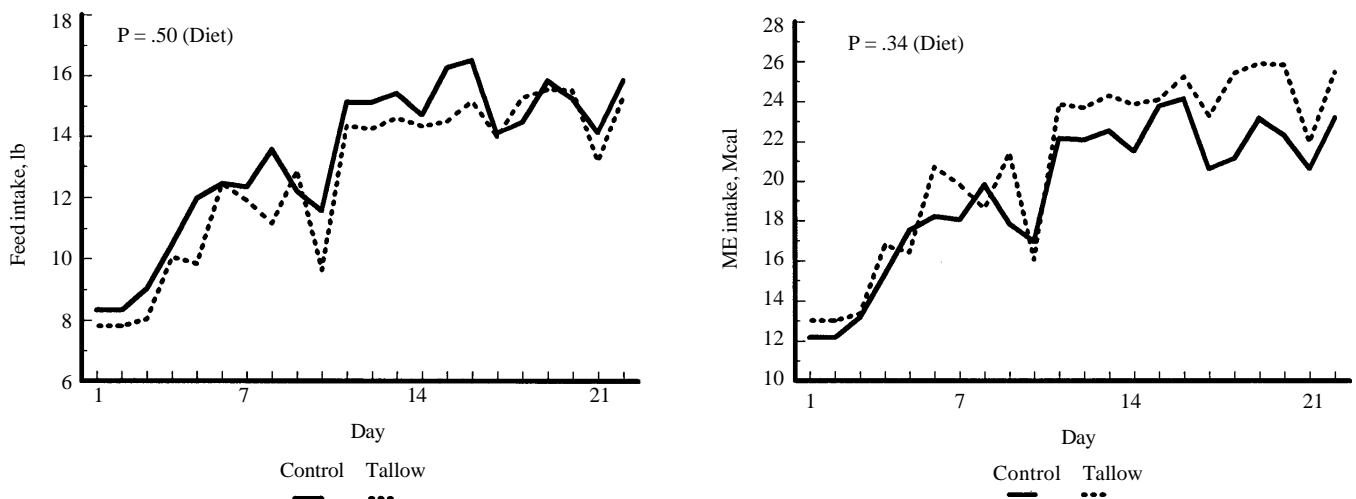 18
16
14
12
10
8
6
Feed intake, lb
P = .50 (Diet)
1 7 14 21
Day
Control Tallow
28
26
24
22
20
18
16
14
12
10
ME intake, Mcal
P = .34 (Diet)
1 7 14 21
Day
Control Tallow